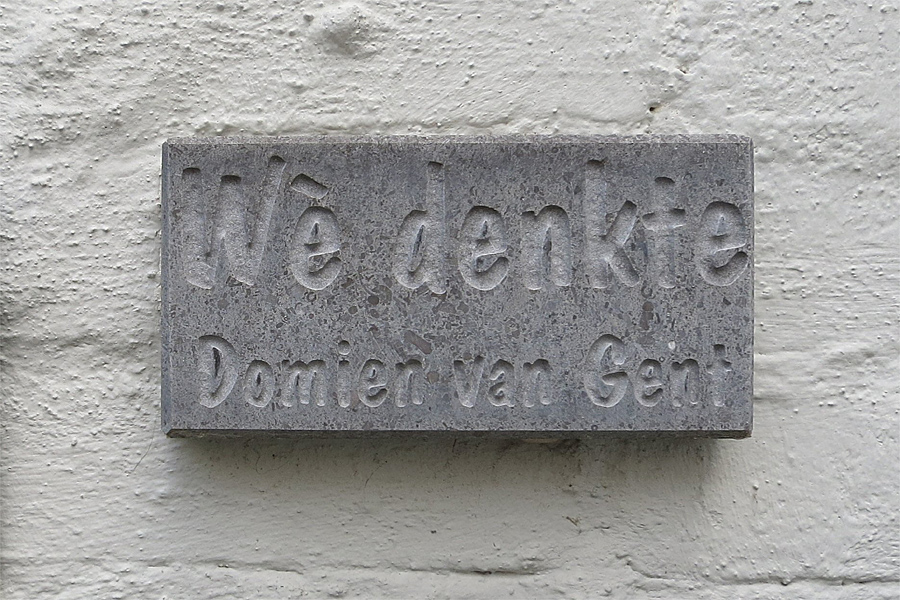 Wè denkte
Domien van Gent